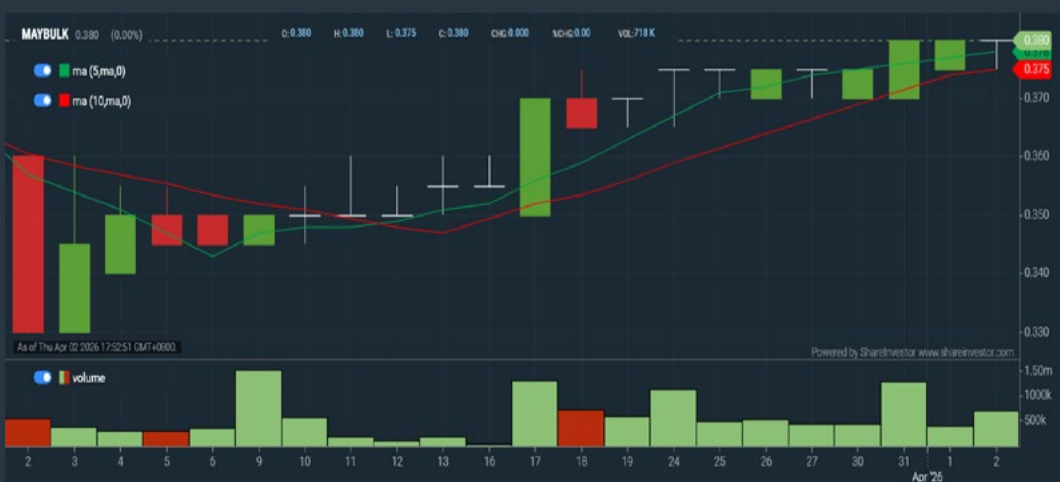 MAYBULK 0.380 (0.00%) O: 0.380 H: 0.380 L: 0.375 C: 0.380 CHG:0.000 %CHG:0.00 VOL:718 K
ma (5,ma,0)
ma (10,ma,0)
0.380
0.378
0.375
0.370
0.360
0.350
0.340
0.330
As of Thu Apr 02 2026 17:52:51 GMT+0800.
Powered by ShareInvestor www.shareinvestor.com
volume
1.50m
1000k
500k
2 3 4 5 6 9 10 11 12 13 16 17 18 19 24 25 26 27 30 31 1 2
Apr '26